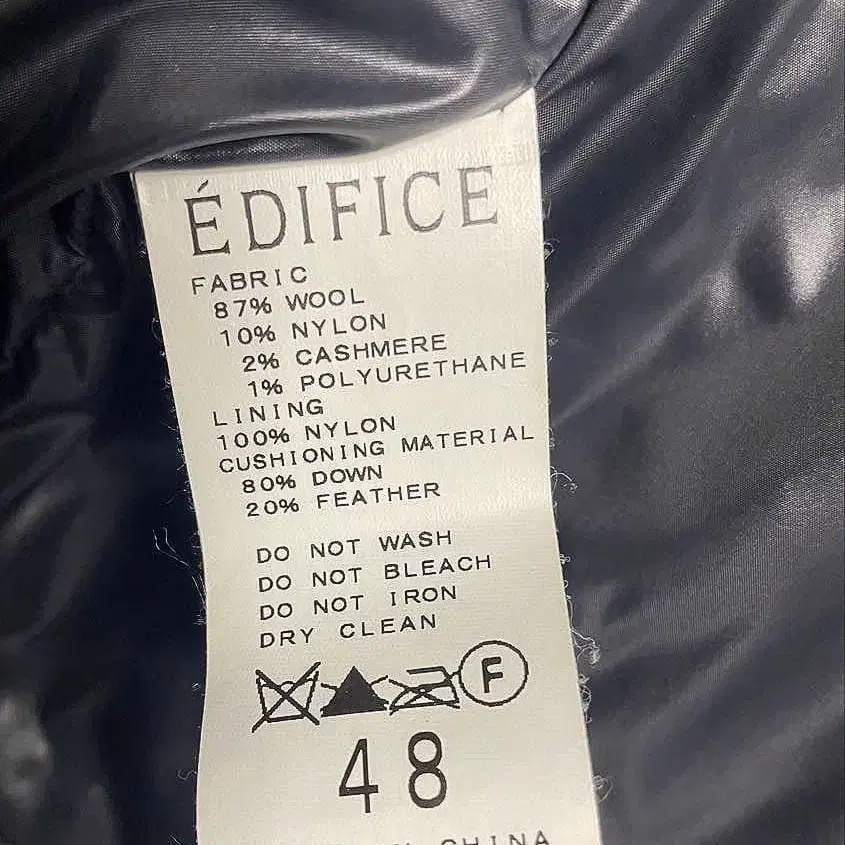 ÉDIFICE
FABRIC
87% WOOL
10% NYLON
2% CASHMERE
1% POLYURETHANE
LINING
100% NYLON
CUSHIONING MATERIAL
80% DOWN
20% FEATHER
DO NOT WASH
DO NOT BLEACH
DO NOT IRON
DRY CLEAN
F
48
CHINA